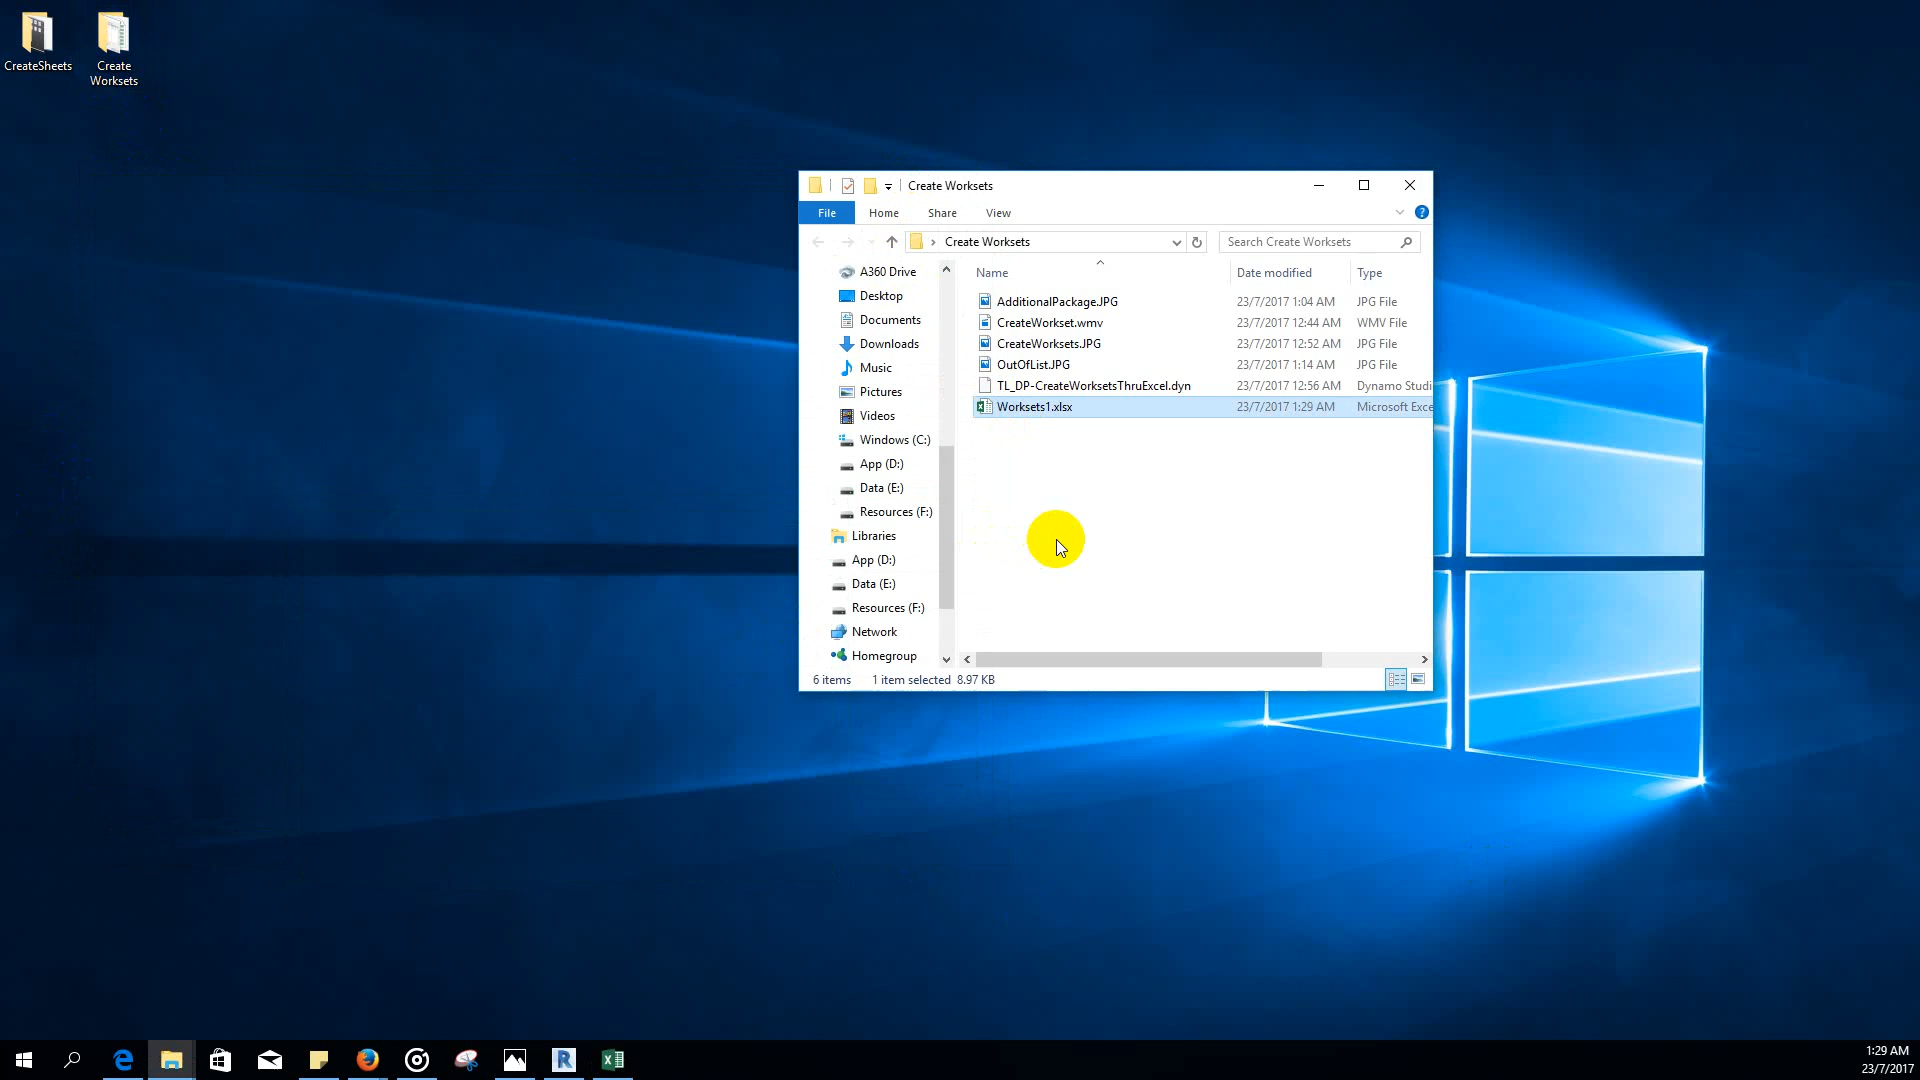 CreateSheets
Create
Worksets
Create Worksets
File
Home
Share
View
Create Worksets
Search Create Worksets
A360 Drive
Desktop
Documents
Downloads
Music
Pictures
Videos
Windows (C:)
App (D:)
Data (E:)
Resources (F:)
Libraries
App (D:)
Data (E:)
Resources (F:)
Network
Homegroup
Name Date modified Type
AdditionalPackage.JPG 23/7/2017 1:04 AM JPG File
CreateWorkset.wmv 23/7/2017 12:44 AM WMV File
CreateWorksets.JPG 23/7/2017 12:52 AM JPG File
OutOfList.JPG 23/7/2017 1:14 AM JPG File
TL_DP-CreateWorksetsThruExcel.dyn 23/7/2017 12:56 AM Dynamo Studi
Worksets1.xlsx 23/7/2017 1:29 AM Microsoft Exce
6 items 1 item selected 8.97 KB
1:29 AM
23/7/2017